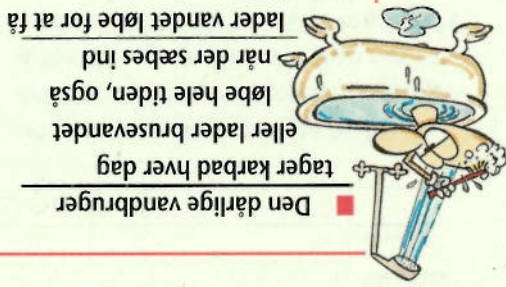 Den dårlige vandbruger
tager karbad hver dag
eller lader brusevandet
løbe hele tiden, også
når der sæbes ind
lader vandet løbe for at få